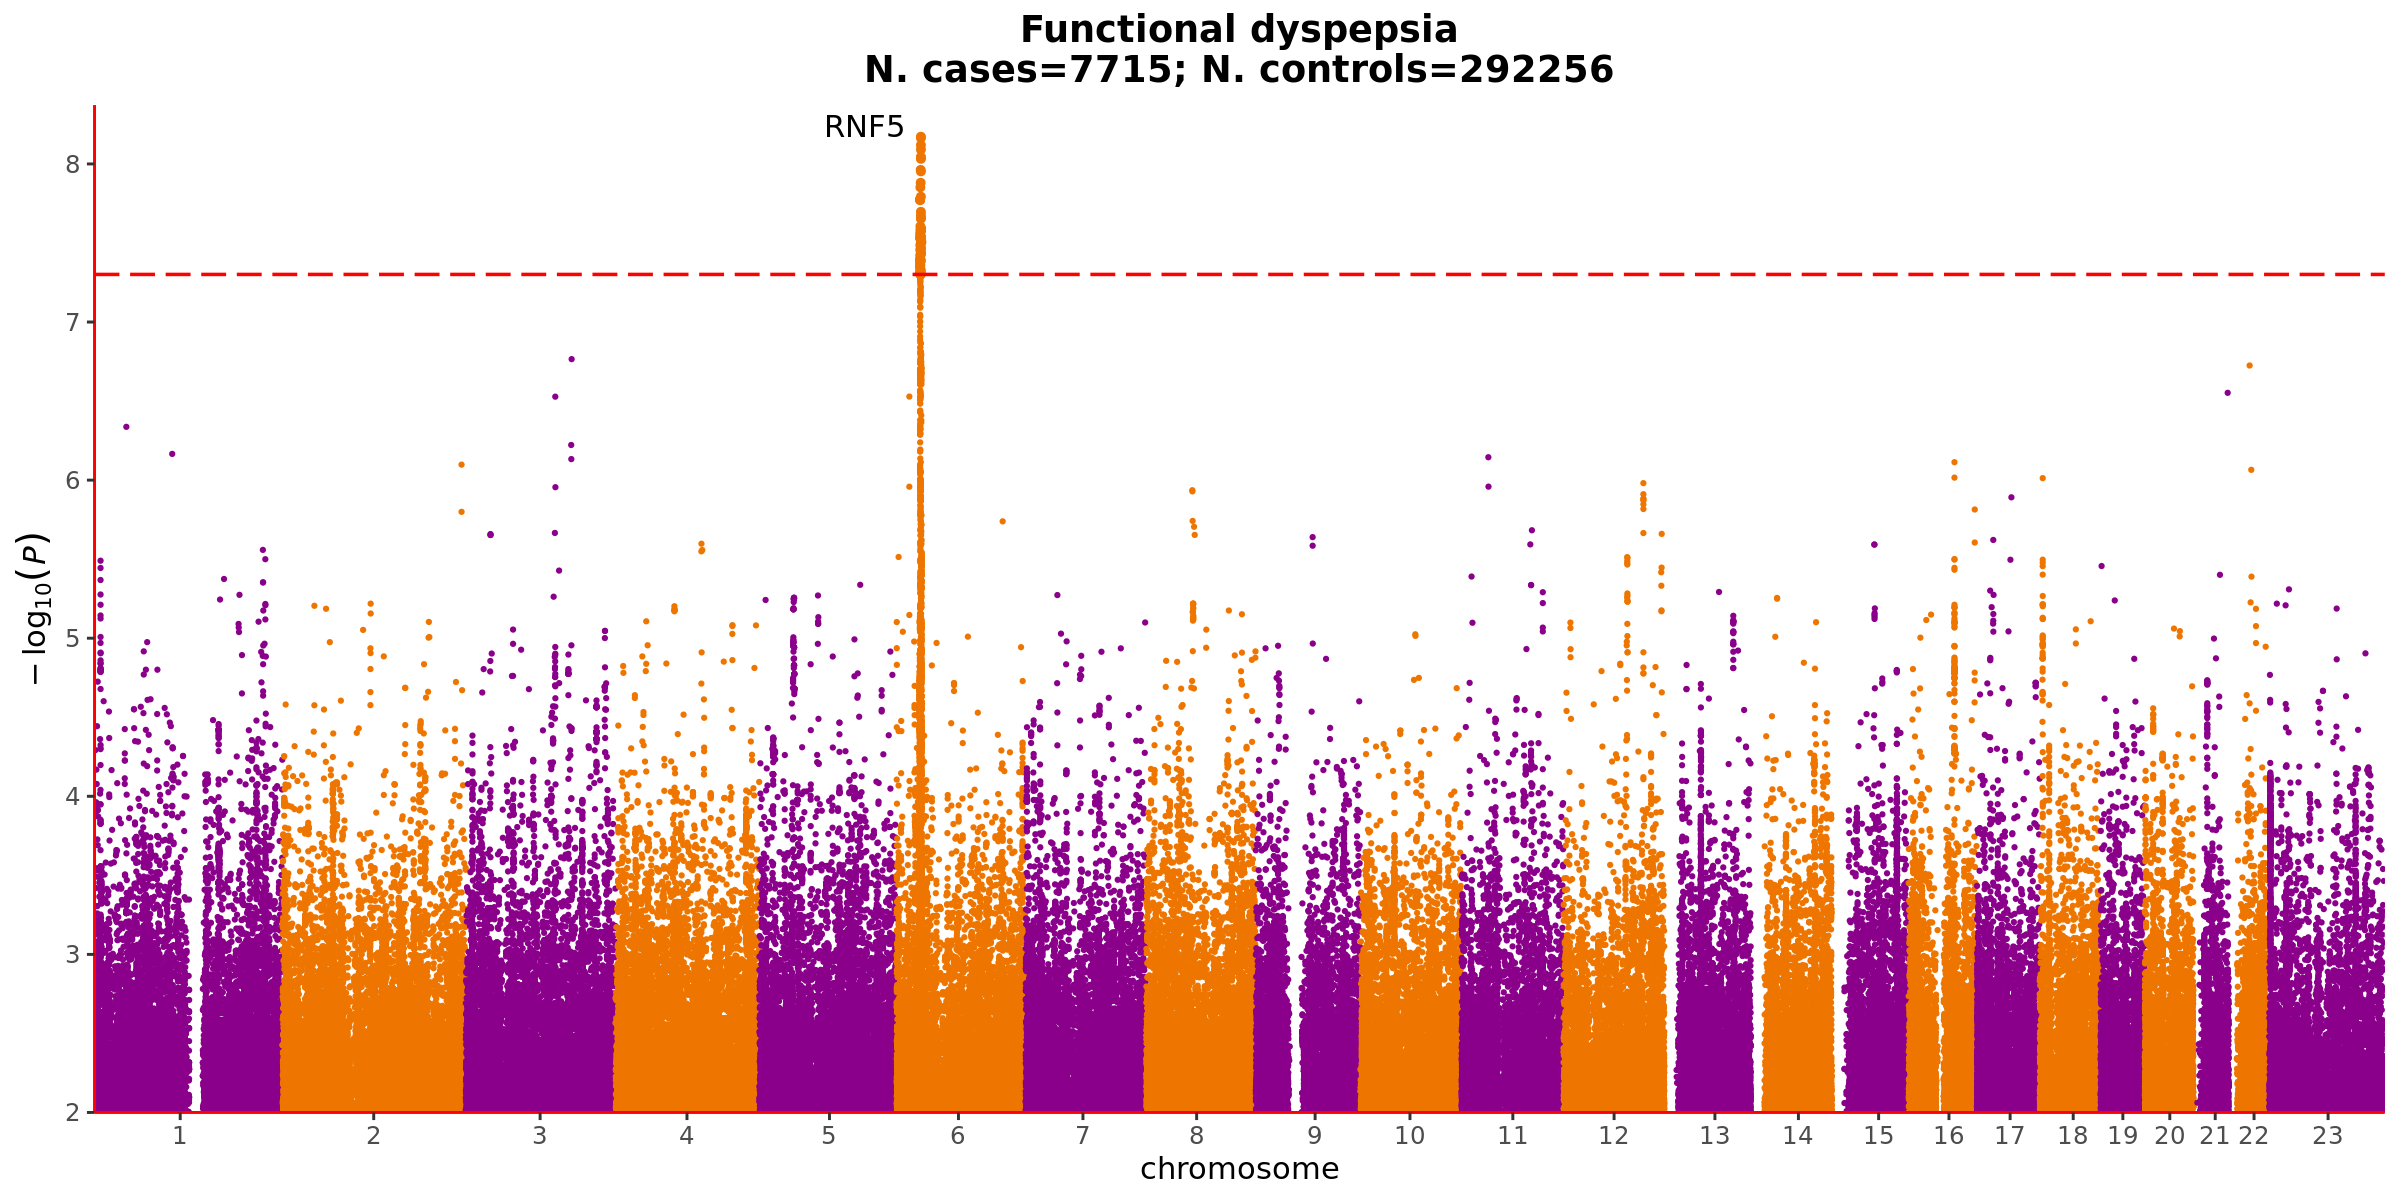 Functional dyspepsia
N. cases=7715; N. controls=292256
RNF5
8
7
6
5
4
3
2
−log10(P)
1 2 3 4 5 6 7 8 9 10 11 12 13 14 15 16 17 18 19 20 21 22 23
chromosome